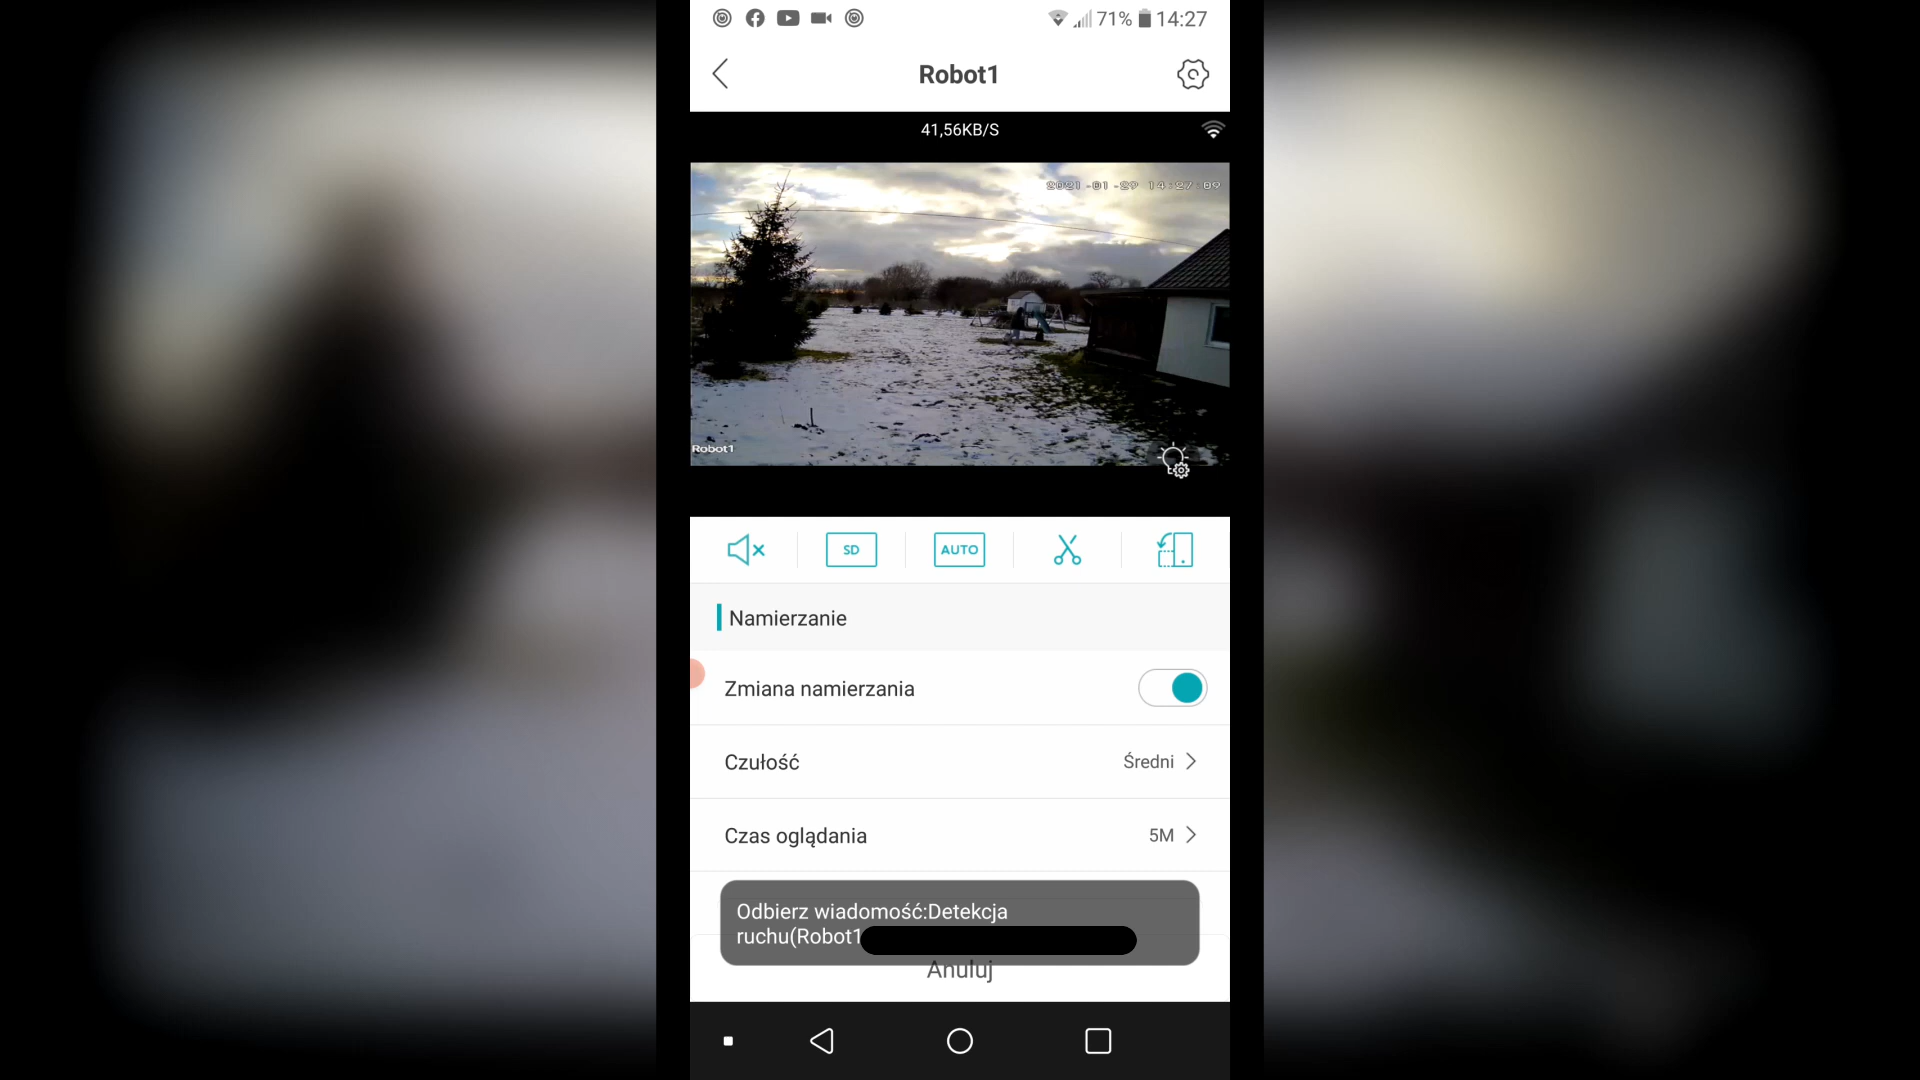 71% 14:27
Robot1
41,56KB/S
2021-01-29 14:27:09
Robot1
SD AUTO
Namierzanie
Zmiana namierzania
Czułość Średni
Czas oglądania 5M
Odbierz wiadomość:Detekcja
ruchu(Robot1
Anuluj